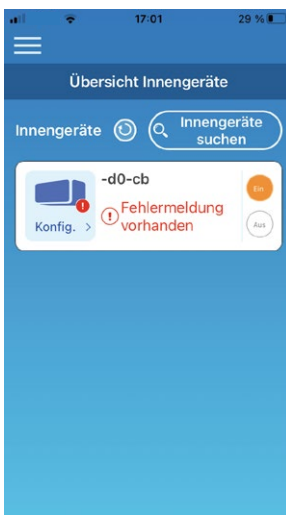 17:01 29 %
Übersicht Innengeräte
Innengeräte
Innengeräte
suchen
-d0-cb
Ein
Fehlermeldung
vorhanden
Konfig.
Aus